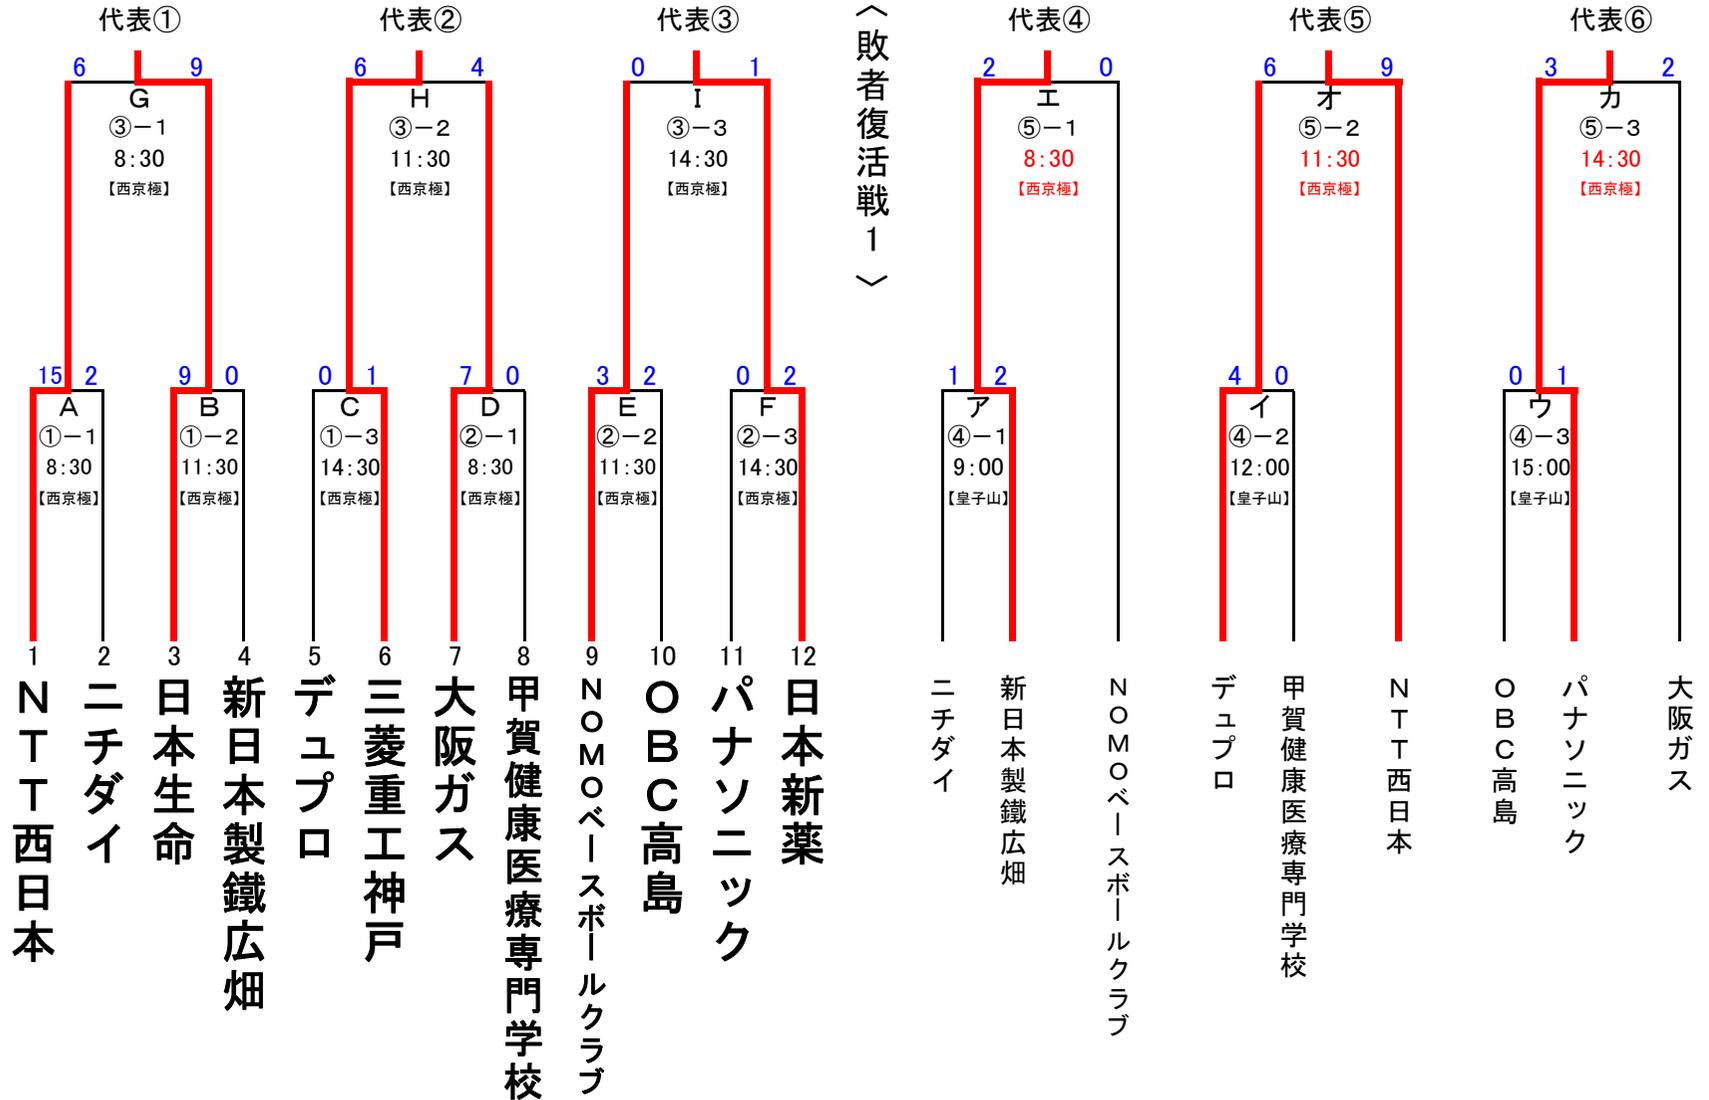 代表①
代表②
代表③
代表④
代表⑤
代表⑥
〈敗者復活戦1〉
6 9
G
③－1
8:30
【西京極】
6 4
H
③－2
11:30
【西京極】
0 1
I
③－3
14:30
【西京極】
2 0
エ
⑤－1
8:30
【西京極】
6 9
オ
⑤－2
11:30
【西京極】
3 2
カ
⑤－3
14:30
【西京極】
15 2
A
①－1
8:30
【西京極】
9 0
B
①－2
11:30
【西京極】
0 1
C
①－3
14:30
【西京極】
7 0
D
②－1
8:30
【西京極】
3 2
E
②－2
11:30
【西京極】
0 2
F
②－3
14:30
【西京極】
1 2
ア
④－1
9:00
【皇子山】
4 0
イ
④－2
12:00
【皇子山】
0 1
ウ
④－3
15:00
【皇子山】
1
NTT西日本
2
ニチダイ
3
日本生命
4
新日本製鐵広畑
5
デュプロ
6
三菱重工神戸
7
大阪ガス
8
甲賀健康医療専門学校
9
NOMOベースボールクラブ
10
OBC高島
11
パナソニック
12
日本新薬
ニチダイ
新日本製鐵広畑
NOMOベースボールクラブ
デュプロ
甲賀健康医療専門学校
NTT西日本
OBC高島
パナソニック
大阪ガス